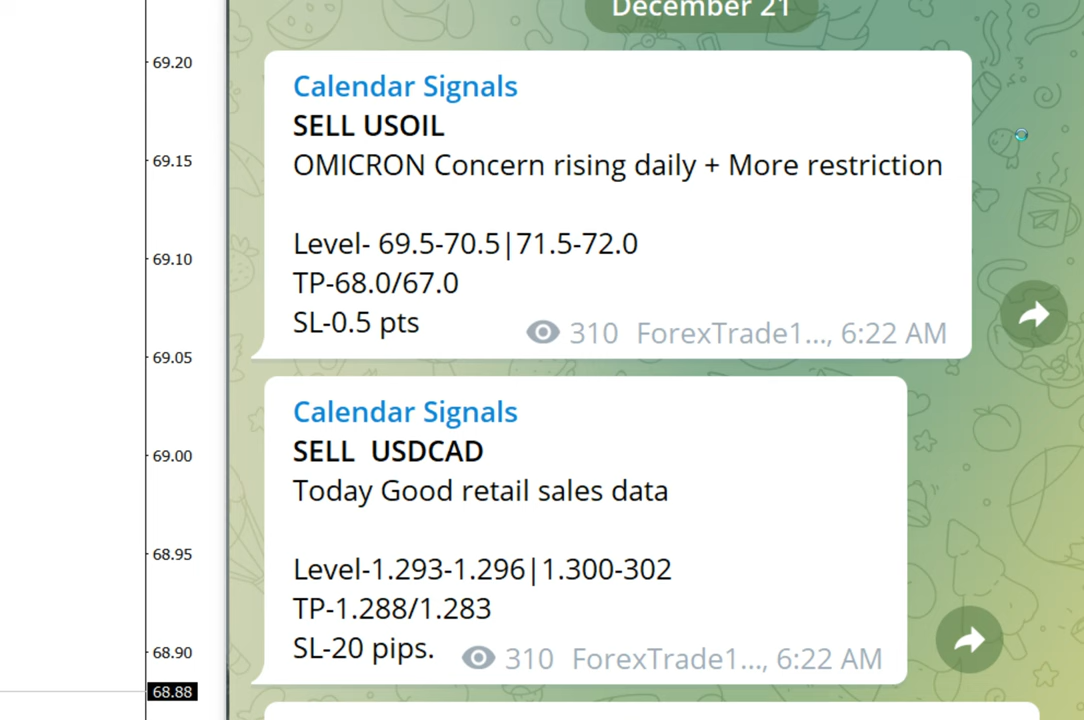 December 21
69.20
69.15
69.10
69.05
69.00
68.95
68.90
68.88
Calendar Signals
SELL USOIL
OMICRON Concern rising daily + More restriction
Level- 69.5-70.5|71.5-72.0
TP-68.0/67.0
SL-0.5 pts
310 ForexTrade1..., 6:22 AM
Calendar Signals
SELL  USDCAD
Today Good retail sales data
Level-1.293-1.296|1.300-302
TP-1.288/1.283
SL-20 pips.
310 ForexTrade1..., 6:22 AM